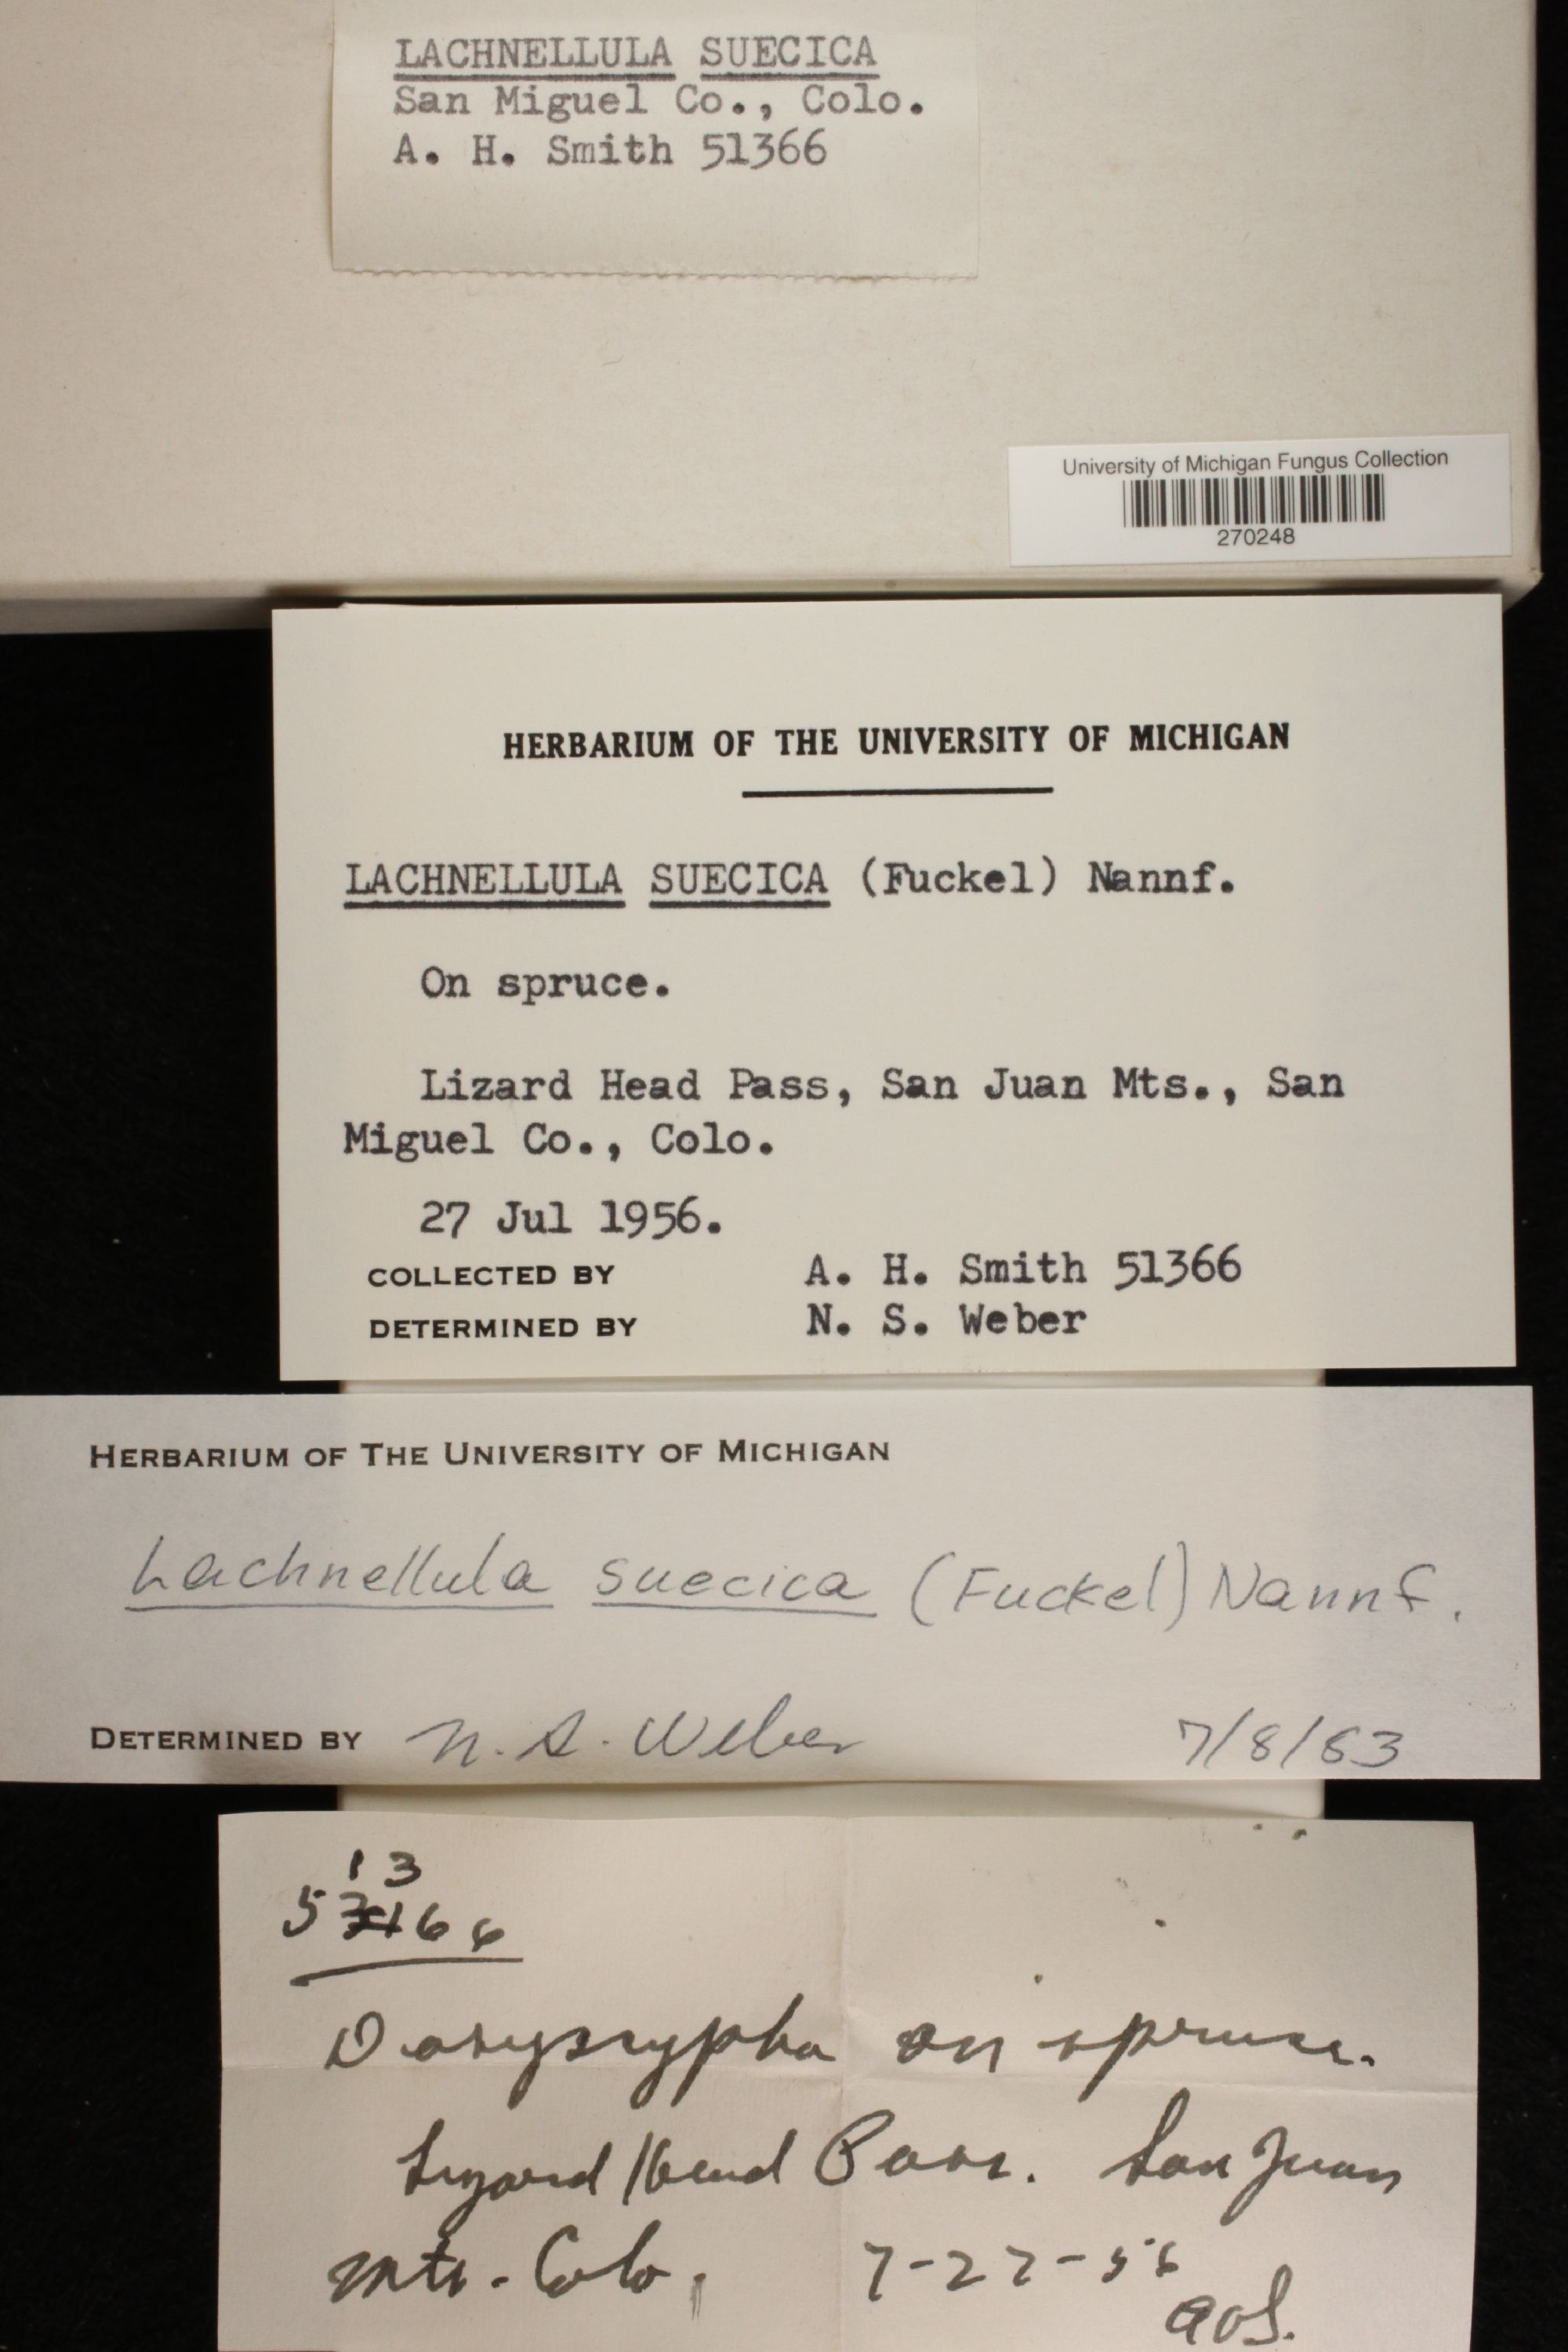 LACHNELLULA SUECICA
San Miguel Co., Colo.
A. H. Smith 51366
University of Michigan Fungus Collection
270248
HERBARIUM OF THE UNIVERSITY OF MICHIGAN
LACHNELLULA SUECICA (Fuckel) Nannf.
On spruce.
Lizard Head Pass, San Juan Mts., San
Miguel Co., Colo.
27 Jul 1956.
COLLECTED BY A. H. Smith 51366
DETERMINED BY N. S. Weber
HERBARIUM OF THE UNIVERSITY OF MICHIGAN
Lachnellula suecica (Fuckel) Nannf.
DETERMINED BY N. S. Weber 7/8/83
13
Dasyscypha on spruce.
Lizard Head Pass. San Juan
Mts. Colo. 7-27-56